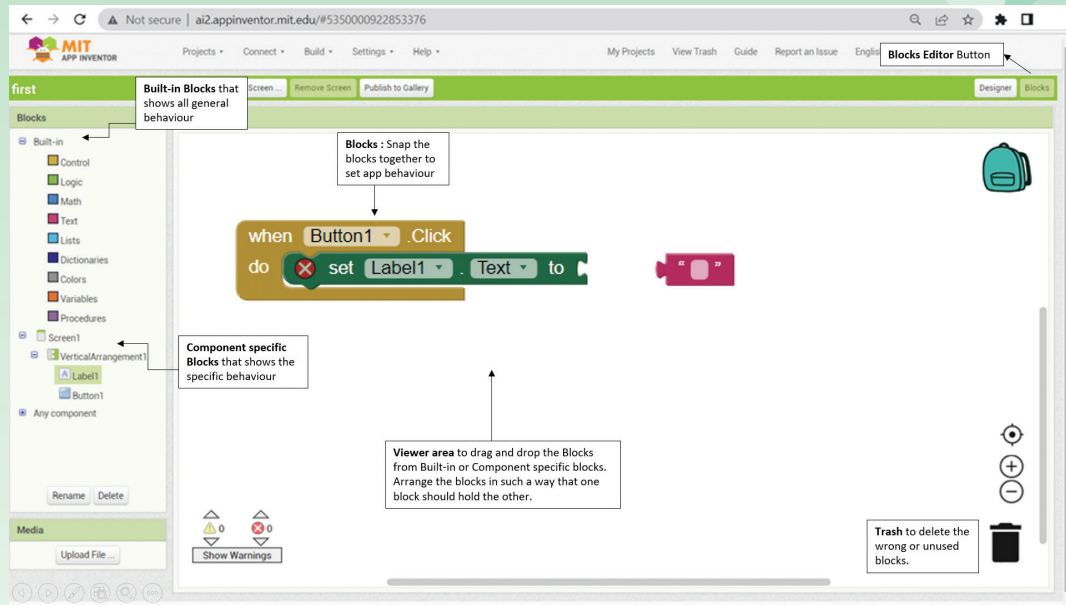 Not secure | ai2.appinventor.mit.edu/#5350000922853376
MIT
APP INVENTOR
Projects
Connect
Build
Settings
Help
My Projects
View Trash
Guide
Report an Issue
Blocks Editor Button
first
Screen ...
Remove Screen
Publish to Gallery
Designer
Blocks
Built-in Blocks that
shows all general
behaviour
Blocks
Built-in
Control
Logic
Math
Text
Lists
Dictionaries
Colors
Variables
Procedures
Screen1
VerticalArrangement1
A Label1
Button1
Any component
Rename
Delete
Media
Upload File ...
Blocks : Snap the
blocks together to
set app behaviour
when Button1 .Click
do set Label1 . Text to
“ ”
Component specific
Blocks that shows the
specific behaviour
Viewer area to drag and drop the Blocks
from Built-in or Component specific blocks.
Arrange the blocks in such a way that one
block should hold the other.
0
0
Show Warnings
Trash to delete the
wrong or unused
blocks.